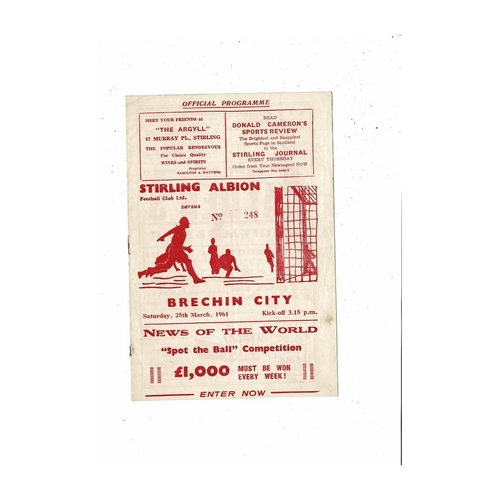 OFFICIAL PROGRAMME
MEET YOUR FRIENDS at
"THE ARGYLL"
47 MURRAY PL., STIRLING
THE POPULAR RENDEZVOUS
For Choice Quality
WINES and SPIRITS
Proprietor
READ
DONALD CAMERON'S
SPORTS REVIEW
The Brightest and Snappiest
Sports Page in Scotland
in the
STIRLING JOURNAL
EVERY THURSDAY
Order from your Newsagent NOW
STIRLING ALBION
Football Club Ltd.
versus
No 248
BRECHIN CITY
Saturday, 25th March, 1961 Kick-off 3.15 p.m.
NEWS OF THE WORLD
"Spot the Ball" Competition
£1,000 MUST BE WON
EVERY WEEK!
ENTER NOW